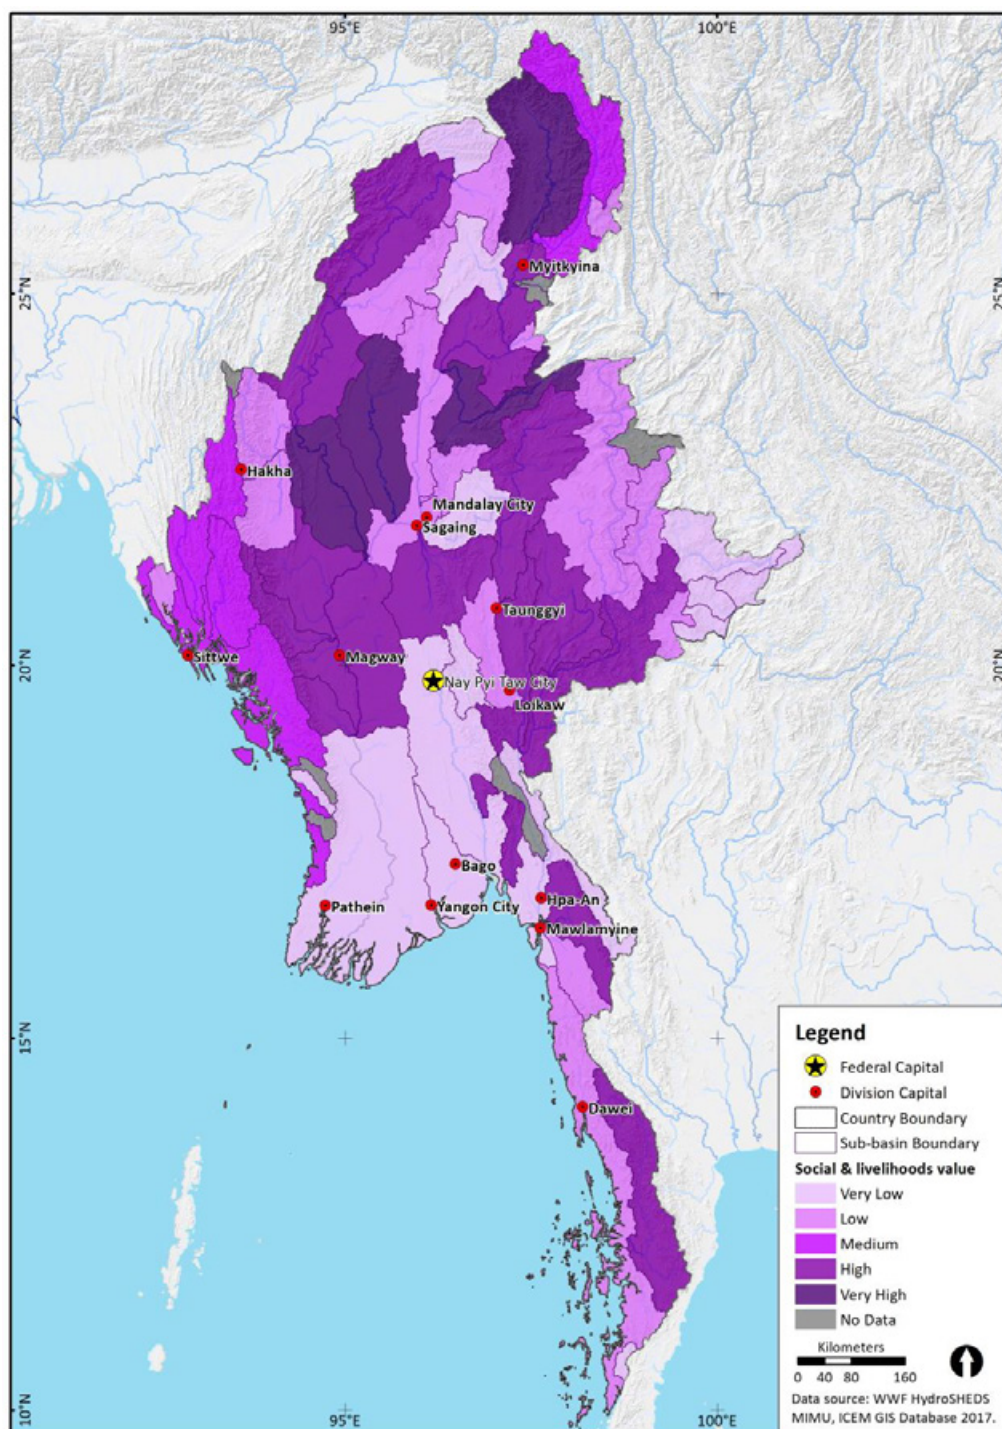 95°E
100°E
25°N
25°N
Myitkyina
Hakha
Mandalay City
Sagaing
Taunggyi
Sittwe
Magway
20°N
20°N
Nay Pyi Taw City
Loikaw
Bago
Pathein
Yangon City
Hpa-An
Mawlamyine
15°N
15°N
Dawei
Legend
Federal Capital
Division Capital
Country Boundary
Sub-basin Boundary
Social & livelihoods value
Very Low
Low
Medium
High
Very High
No Data
Kilometers
0 40 80 160
Data source: WWF HydroSHEDS
MIMU, ICEM GIS Database 2017.
10°N
95°E
100°E